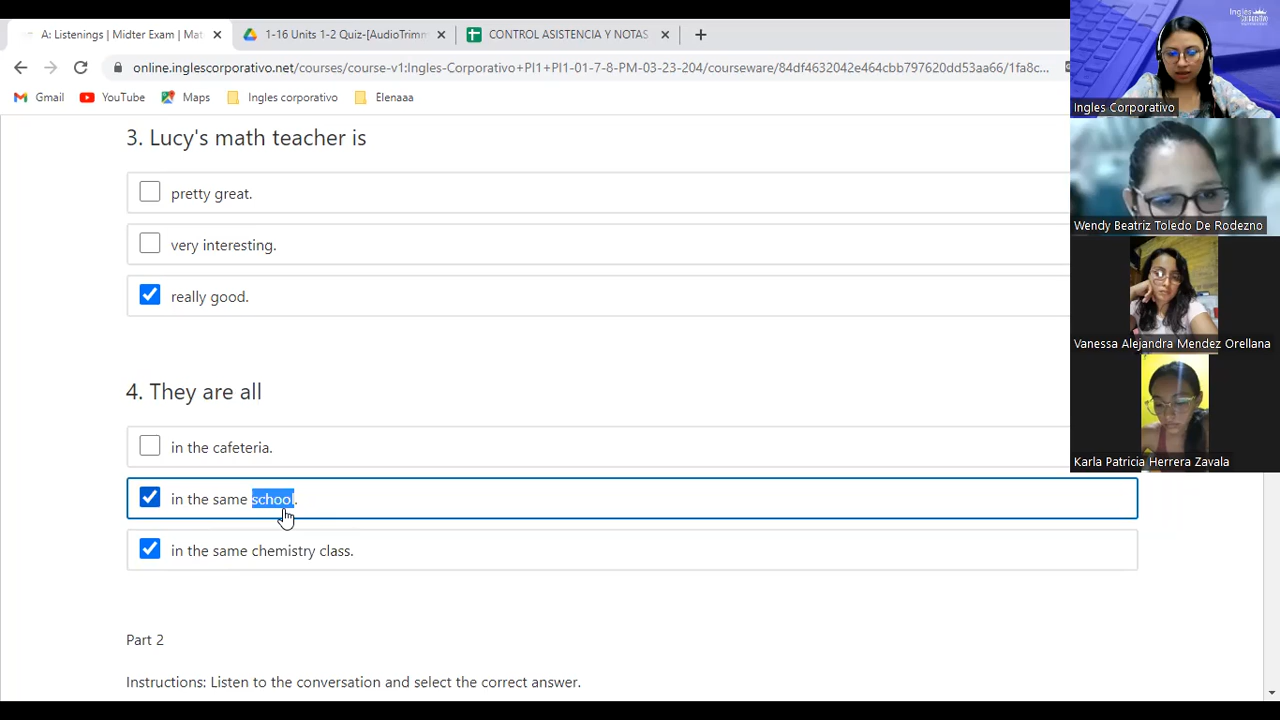 A: Listenings | Midter Exam | Mat
1-16 Units 1-2 Quiz-[AudioTrimm
CONTROL ASISTENCIA Y NOTAS
online.inglescorporativo.net/courses/course-v1:Ingles-Corporativo+PI1+PI1-01-7-8-PM-03-23-204/courseware/84df4632042e464cbb797620dd53aa66/1fa8c...
Gmail
YouTube
Maps
Ingles corporativo
Elenaaa
3. Lucy's math teacher is
pretty great.
very interesting.
really good.
4. They are all
in the cafeteria.
in the same school.
in the same chemistry class.
Part 2
Instructions: Listen to the conversation and select the correct answer.
Ingles Corporativo
Wendy Beatriz Toledo De Rodezno
Vanessa Alejandra Mendez Orellana
Karla Patricia Herrera Zavala